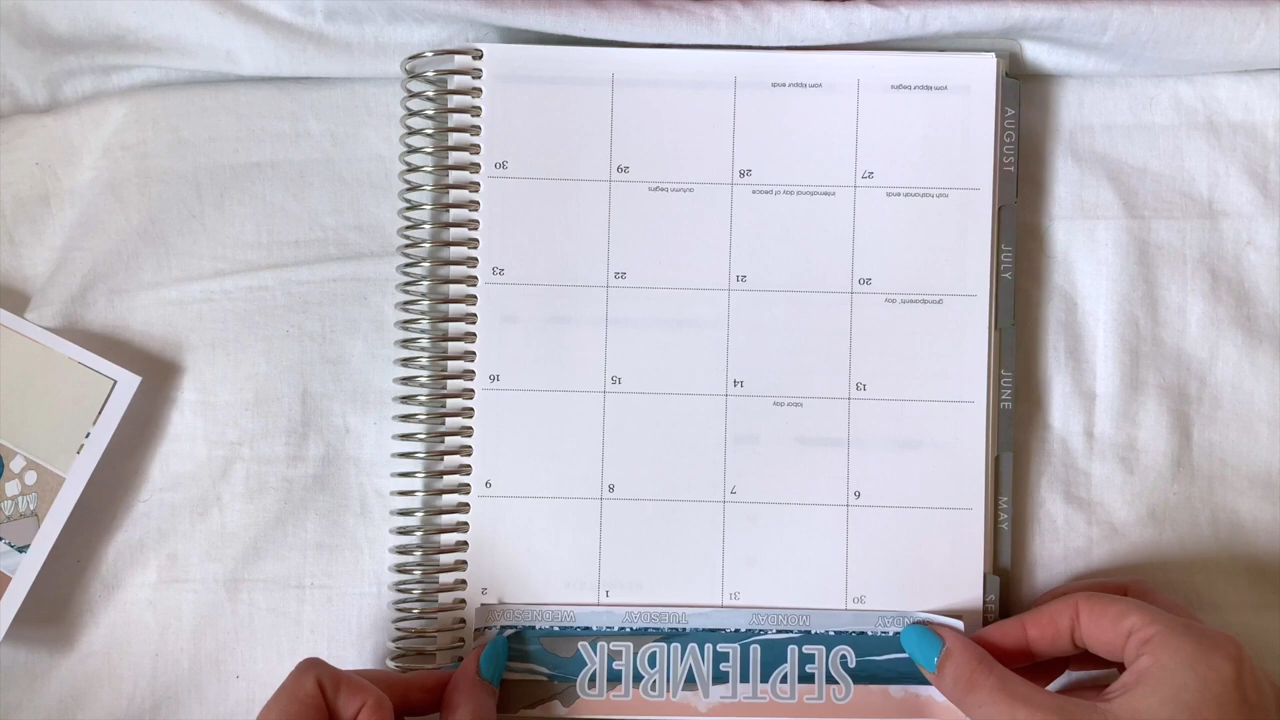 SEPTEMBER
SUNDAY MONDAY TUESDAY WEDNESDAY
30 31 1 2
6 7 8 9
labor day
13 14 15 16
grandparents' day
20 21 22 23
rosh hashanah ends international day of peace autumn begins
27 28 29 30
yom kippur begins yom kippur ends
AUGUST
JULY
JUNE
MAY
SEP